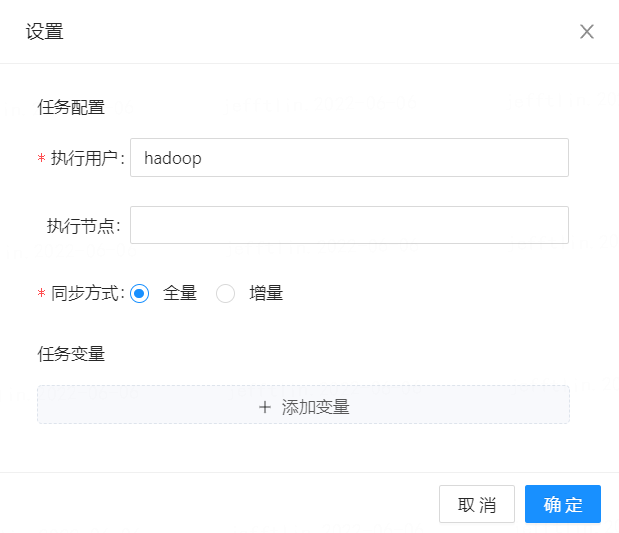 设置
任务配置
* 执行用户: hadoop
执行节点:
* 同步方式: 全量 增量
任务变量
+ 添加变量
取 消 确 定